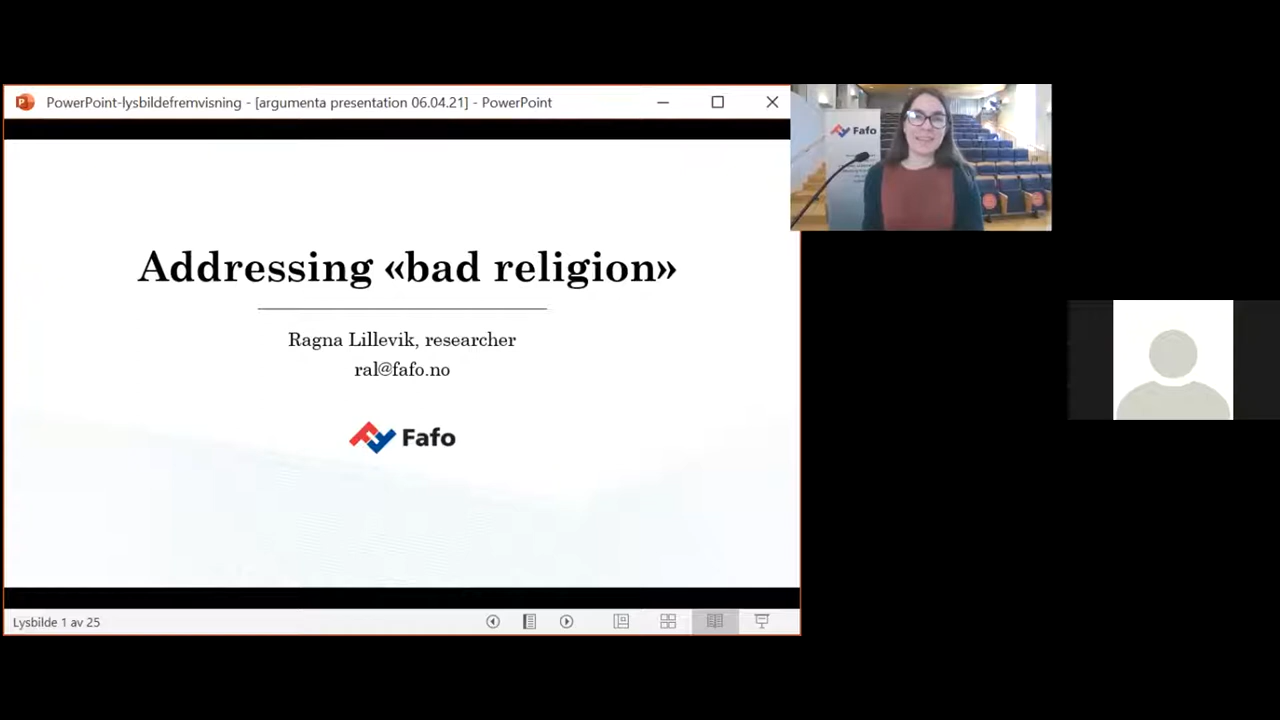 PowerPoint-lysbildefremvisning - [argumenta presentation 06.04.21] - PowerPoint
Addressing «bad religion»
Ragna Lillevik, researcher
ral@fafo.no
Fafo
Lysbilde 1 av 25
Fafo